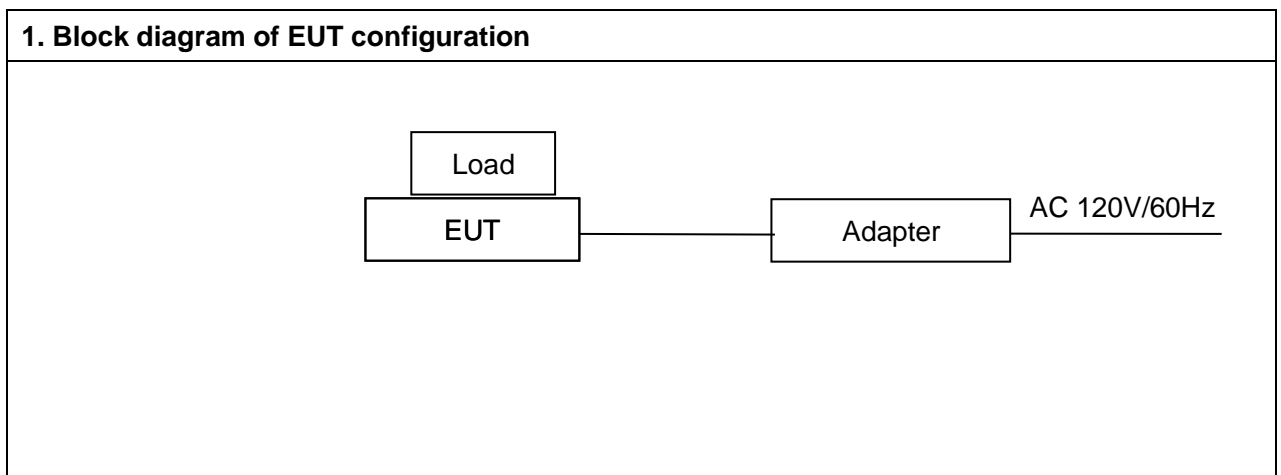 1. Block diagram of EUT configuration
Load
EUT
Adapter
AC 120V/60Hz